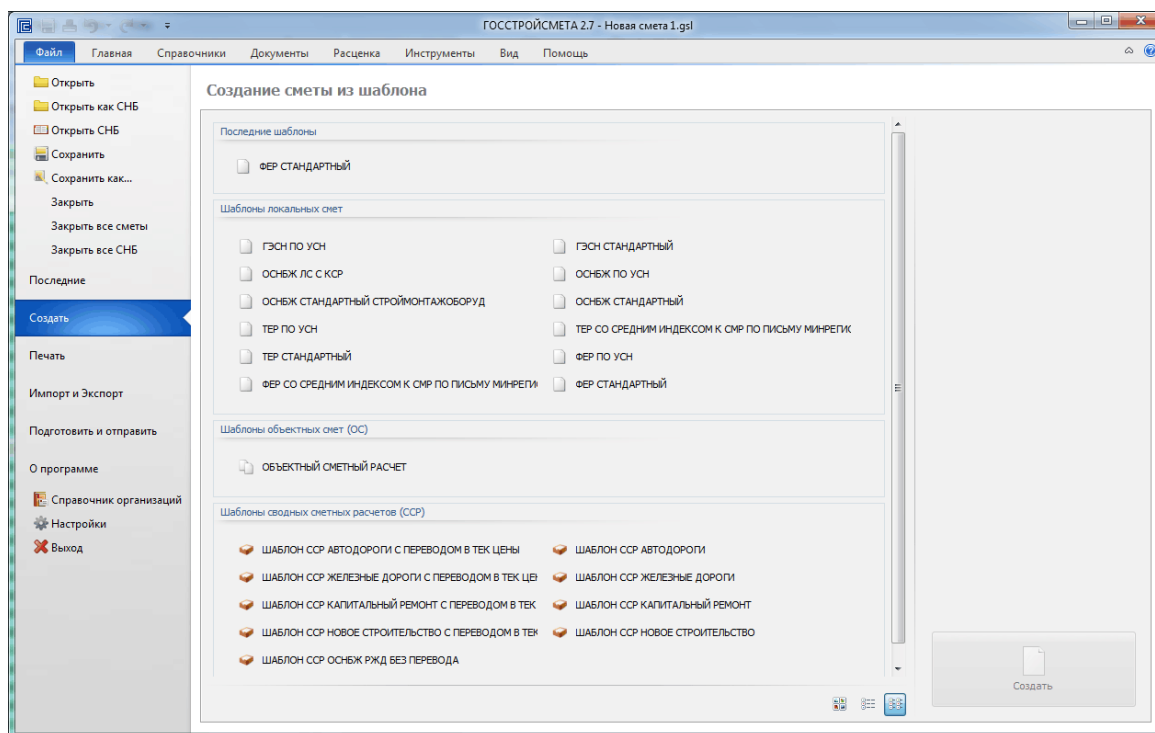 ГОССТРОЙСМЕТА 2.7 - Новая смета 1.gsl
Файл Главная Справочники Документы Расценка Инструменты Вид Помощь
Открыть
Открыть как СНБ
Открыть СНБ
Сохранить
Сохранить как...
Закрыть
Закрыть все сметы
Закрыть все СНБ
Последние
Создать
Печать
Импорт и Экспорт
Подготовить и отправить
О программе
Справочник организаций
Настройки
Выход
Создание сметы из шаблона
Последние шаблоны
ФЕР СТАНДАРТНЫЙ
Шаблоны локальных смет
ГЭСН ПО УСН ГЭСН СТАНДАРТНЫЙ
ОСНБЖ ЛС С КСР ОСНБЖ ПО УСН
ОСНБЖ СТАНДАРТНЫЙ СТРОЙМОНТАЖОБОРУД ОСНБЖ СТАНДАРТНЫЙ
ТЕР ПО УСН ТЕР СО СРЕДНИМ ИНДЕКСОМ К СМР ПО ПИСЬМУ МИНРЕГИО
ТЕР СТАНДАРТНЫЙ ФЕР ПО УСН
ФЕР СО СРЕДНИМ ИНДЕКСОМ К СМР ПО ПИСЬМУ МИНРЕГИ ФЕР СТАНДАРТНЫЙ
Шаблоны объектных смет (ОС)
ОБЪЕКТНЫЙ СМЕТНЫЙ РАСЧЕТ
Шаблоны сводных сметных расчетов (ССР)
ШАБЛОН ССР АВТОДОРОГИ С ПЕРЕВОДОМ В ТЕК ЦЕНЫ ШАБЛОН ССР АВТОДОРОГИ
ШАБЛОН ССР ЖЕЛЕЗНЫЕ ДОРОГИ С ПЕРЕВОДОМ В ТЕК ЦЕН ШАБЛОН ССР ЖЕЛЕЗНЫЕ ДОРОГИ
ШАБЛОН ССР КАПИТАЛЬНЫЙ РЕМОНТ С ПЕРЕВОДОМ В ТЕК ШАБЛОН ССР КАПИТАЛЬНЫЙ РЕМОНТ
ШАБЛОН ССР НОВОЕ СТРОИТЕЛЬСТВО С ПЕРЕВОДОМ В ТЕК ШАБЛОН ССР НОВОЕ СТРОИТЕЛЬСТВО
ШАБЛОН ССР ОСНБЖ РЖД БЕЗ ПЕРЕВОДА
Создать